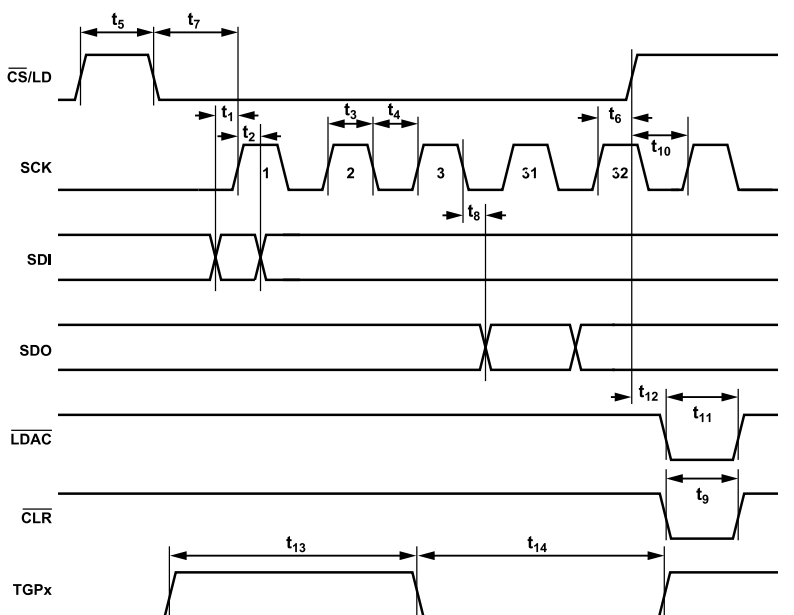 t5
t7
CS/LD
t1
t3
t4
t6
t2
t10
SCK
1
2
3
31
32
t8
SDI
SDO
t12
t11
LDAC
t9
CLR
t13
t14
TGPx